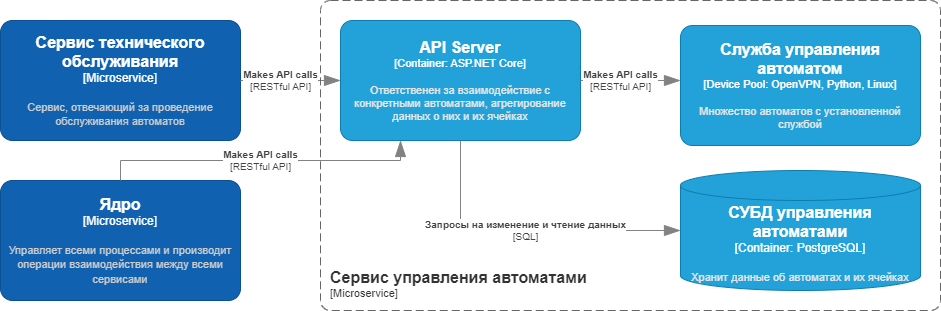 Сервис технического
обслуживания
[Microservice]
Сервис, отвечающий за проведение
обслуживания автоматов
Makes API calls
[RESTful API]
API Server
[Container: ASP.NET Core]
Ответственен за взаимодействие с
конкретными автоматами, агрегирование
данных о них и их ячейках
Makes API calls
[RESTful API]
Служба управления
автоматом
[Device Pool: OpenVPN, Python, Linux]
Множество автоматов с установленной
службой
Makes API calls
[RESTful API]
Ядро
[Microservice]
Управляет всеми процессами и производит
операции взаимодействия между всеми
сервисами
Запросы на изменение и чтение данных
[SQL]
СУБД управления
автоматами
[Container: PostgreSQL]
Хранит данные об автоматах и их ячейках
Сервис управления автоматами
[Microservice]